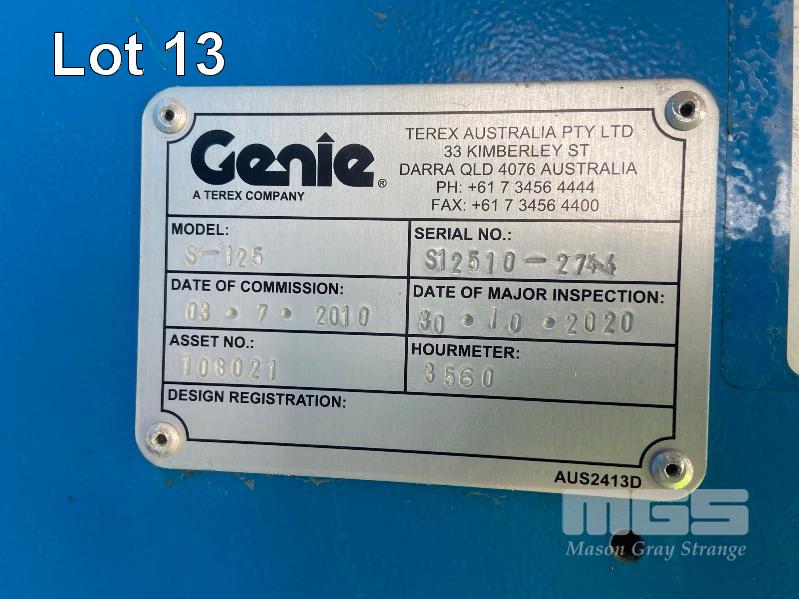 Lot 13
Genie®
A TEREX COMPANY
TEREX AUSTRALIA PTY LTD
33 KIMBERLEY ST
DARRA QLD 4076 AUSTRALIA
PH: +61 7 3456 4444
FAX: +61 7 3456 4400
MODEL:
S-125
SERIAL NO.:
S12510-2744
DATE OF COMMISSION:
03 • 7 • 2010
DATE OF MAJOR INSPECTION:
30 • 10 • 2020
ASSET NO.:
108021
HOURMETER:
3560
DESIGN REGISTRATION:
AUS2413D
MGS
Mason Gray Strange